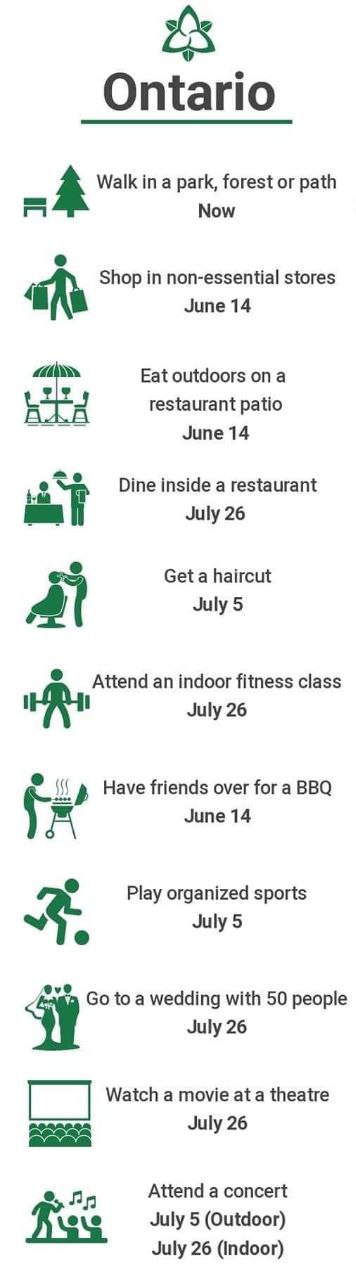 Ontario
Walk in a park, forest or path
Now
Shop in non-essential stores
June 14
Eat outdoors on a
restaurant patio
June 14
Dine inside a restaurant
July 26
Get a haircut
July 5
Attend an indoor fitness class
July 26
Have friends over for a BBQ
June 14
Play organized sports
July 5
Go to a wedding with 50 people
July 26
Watch a movie at a theatre
July 26
Attend a concert
July 5 (Outdoor)
July 26 (Indoor)